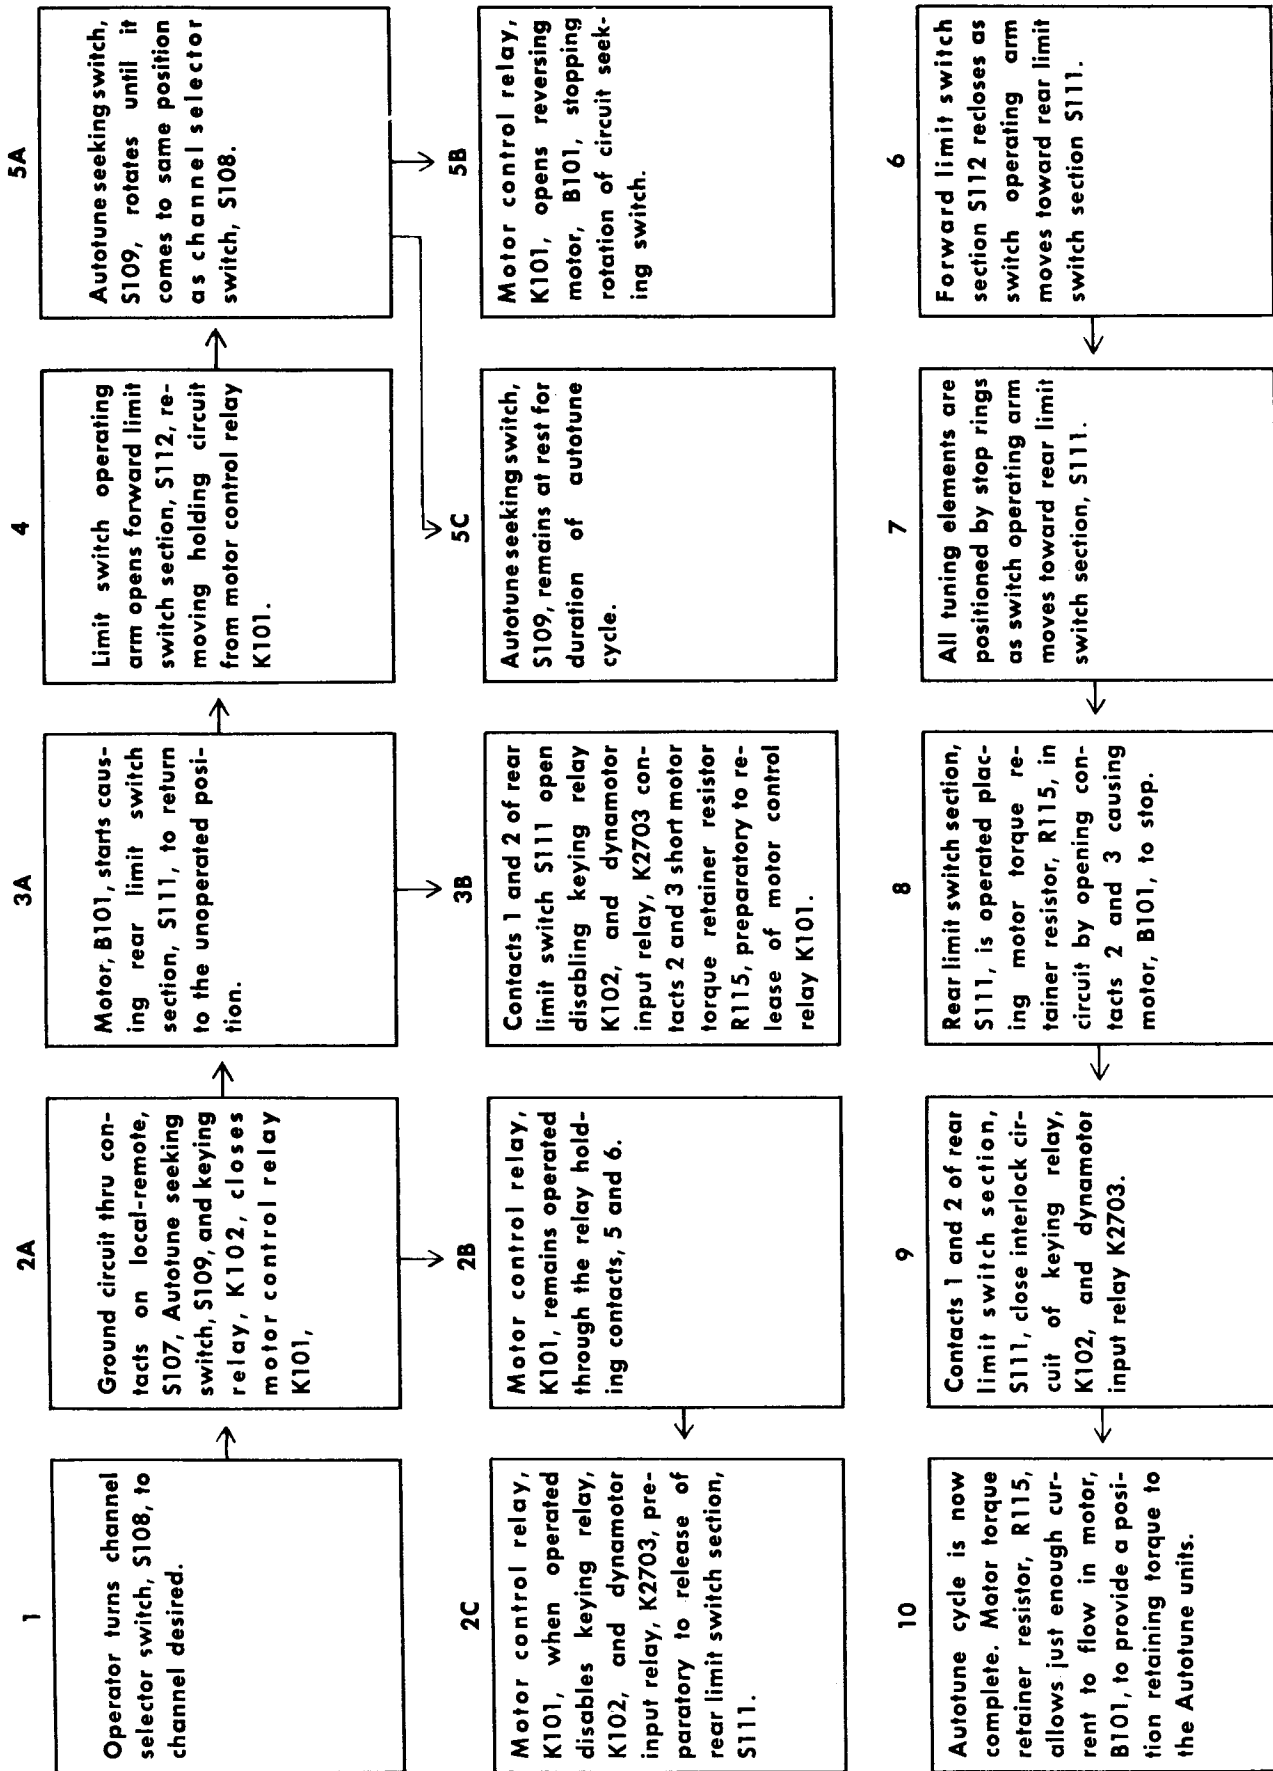 1
Operator turns channel
selector switch, S108, to
channel desired.
2A
Ground circuit thru con-
tacts on local-remote,
S107, Autotune seeking
switch, S109, and keying
relay, K102, closes
motor control relay
K101,
3A
Motor, B101, starts caus-
ing rear limit switch
section, S111, to return
to the unoperated posi-
tion.
4
Limit switch operating
arm opens forward limit
switch section, S112, re-
moving holding circuit
from motor control relay
K101.
5A
Autotune seeking switch,
S109, rotates until it
comes to same position
as channel selector
switch, S108.
2C
Motor control relay,
K101, when operated
disables keying relay,
K102, and dynamotor
input relay, K2703, pre-
paratory to release of
rear limit switch section,
S111.
2B
Motor control relay,
K101, remains operated
through the relay hold-
ing contacts, 5 and 6.
3B
Contacts 1 and 2 of rear
limit switch S111 open
disabling keying relay
K102, and dynamotor
input relay, K2703 con-
tacts 2 and 3 short motor
torque retainer resistor
R115, preparatory to re-
lease of motor control
relay K101.
5C
Autotune seeking switch,
S109, remains at rest for
duration of autotune
cycle.
5B
Motor control relay,
K101, opens reversing
motor, B101, stopping
rotation of circuit seek-
ing switch.
10
Autotune cycle is now
complete. Motor torque
retainer resistor, R115,
allows just enough cur-
rent to flow in motor,
B101, to provide a posi-
tion retaining torque to
the Autotune units.
9
Contacts 1 and 2 of rear
limit switch section,
S111, close interlock cir-
cuit of keying relay,
K102, and dynamotor
input relay K2703.
8
Rear limit switch section,
S111, is operated plac-
ing motor torque re-
tainer resistor, R115, in
circuit by opening con-
tacts 2 and 3 causing
motor, B101, to stop.
7
All tuning elements are
positioned by stop rings
as switch operating arm
moves toward rear limit
switch section, S111.
6
Forward limit switch
section S112 recloses as
switch operating arm
moves toward rear limit
switch section S111.